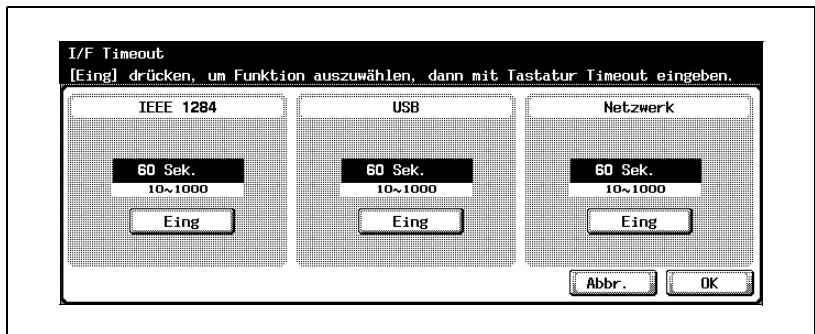 I/F Timeout
[Eing] drücken, um Funktion auszuwählen, dann mit Tastatur Timeout eingeben.
IEEE 1284 USB Netzwerk
60 Sek. 60 Sek. 60 Sek.
10~1000 10~1000 10~1000
Eing Eing Eing
Abbr. OK